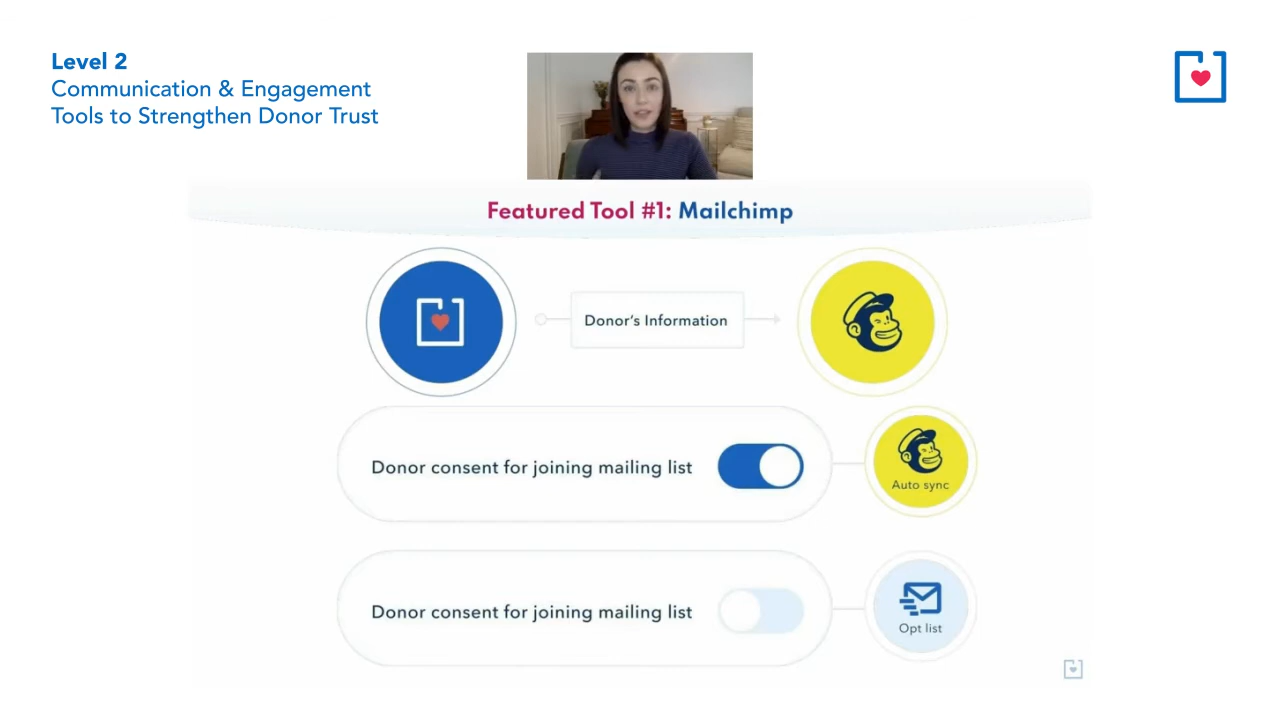 Level 2
Communication & Engagement
Tools to Strengthen Donor Trust
Featured Tool #1: Mailchimp
Donor's Information
Donor consent for joining mailing list
Auto sync
Donor consent for joining mailing list
Opt list